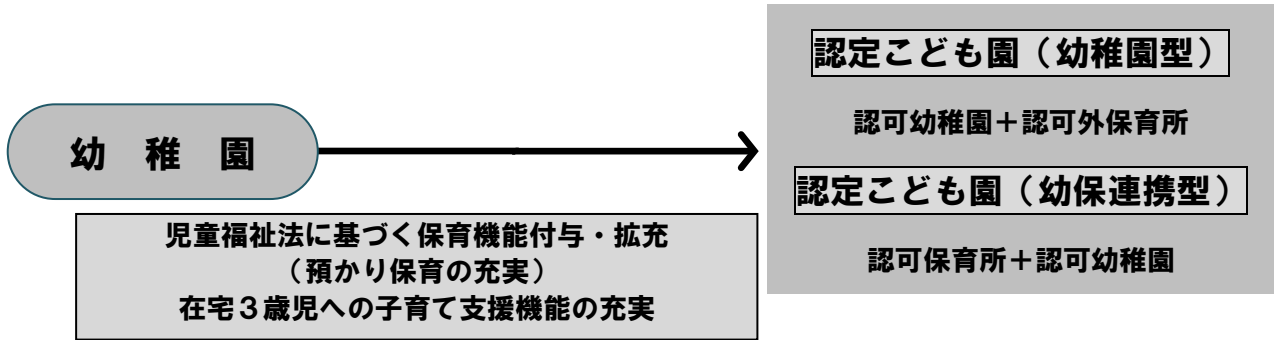 幼　稚　園
児童福祉法に基づく保育機能付与・拡充
（預かり保育の充実）
在宅３歳児への子育て支援機能の充実
認定こども園（幼稚園型）
認可幼稚園＋認可外保育所
認定こども園（幼保連携型）
認可保育所＋認可幼稚園